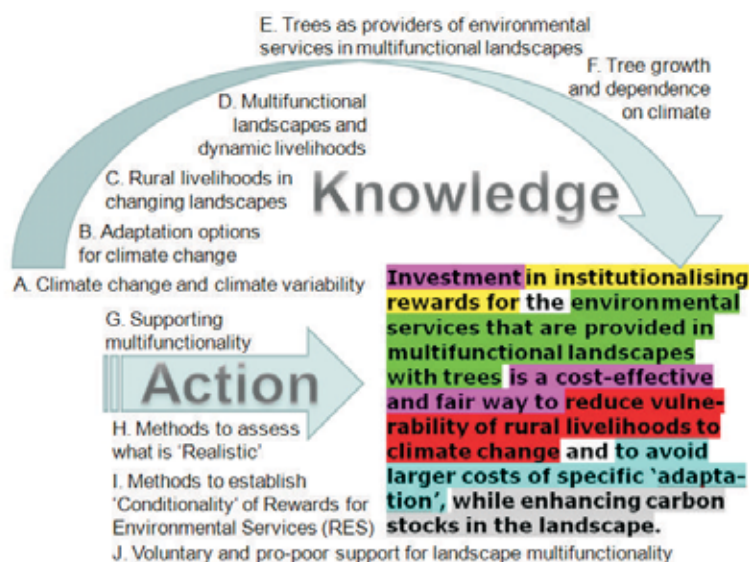 E. Trees as providers of environmental
services in multifunctional landscapes
F. Tree growth
and dependence
on climate
D. Multifunctional
landscapes and
dynamic livelihoods
C. Rural livelihoods in
changing landscapes
Knowledge
B. Adaptation options
for climate change
A. Climate change and climate variability
Investment in institutionalising
rewards for the environmental
services that are provided in
multifunctional landscapes
with trees is a cost-effective
and fair way to reduce vulne-
rability of rural livelihoods to
climate change and to avoid
larger costs of specific ‘adapta-
tion’, while enhancing carbon
stocks in the landscape.
G. Supporting
multifunctionality
Action
H. Methods to assess
what is ‘Realistic’
I. Methods to establish
‘Conditionality’ of Rewards for
Environmental Services (RES)
J. Voluntary and pro-poor support for landscape multifunctionality